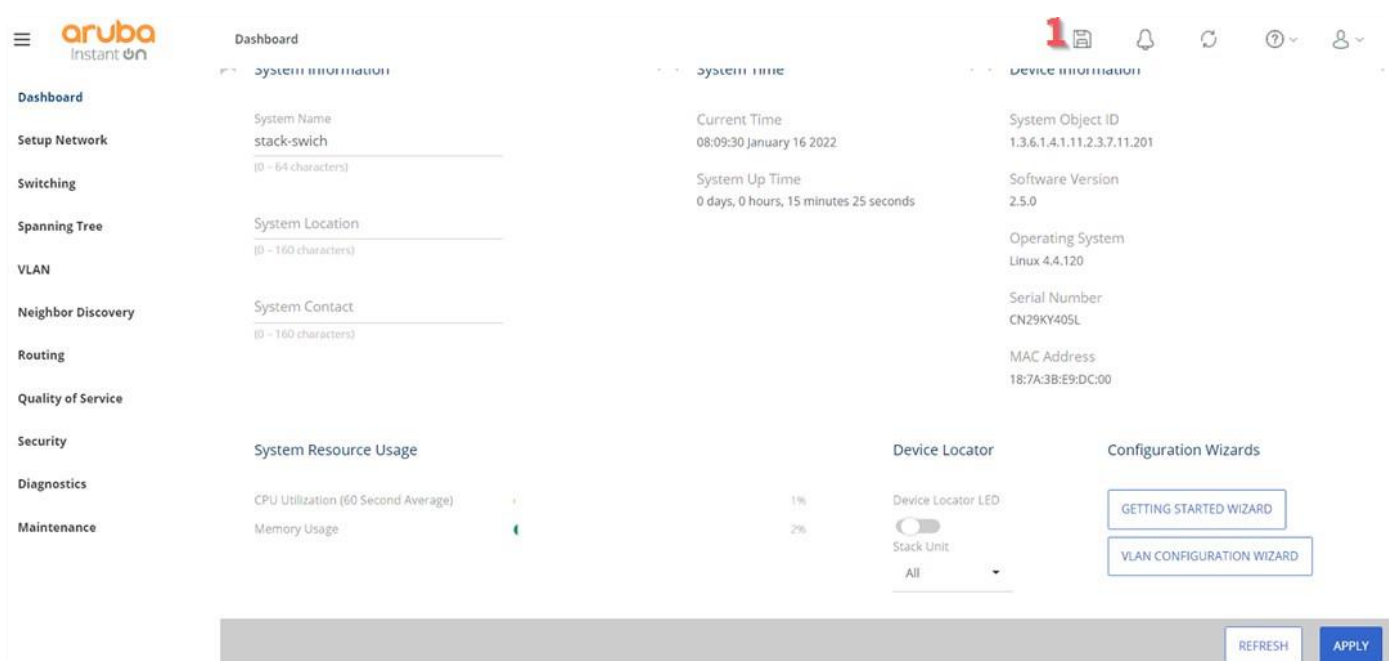 aruba
instant on
Dashboard
1
System Information
System Time
Device Information
Dashboard
Setup Network
Switching
Spanning Tree
VLAN
Neighbor Discovery
Routing
Quality of Service
Security
Diagnostics
Maintenance
System Name
stack-swich
(0 – 64 characters)
System Location
(0 – 160 characters)
System Contact
(0 – 160 characters)
Current Time
08:09:30 January 16 2022
System Up Time
0 days, 0 hours, 15 minutes 25 seconds
System Object ID
1.3.6.1.4.1.11.2.3.7.11.201
Software Version
2.5.0
Operating System
Linux 4.4.120
Serial Number
CN29KY405L
MAC Address
18:7A:3B:E9:DC:00
System Resource Usage
CPU Utilization (60 Second Average) 1%
Memory Usage 2%
Device Locator
Device Locator LED
Stack Unit
All
Configuration Wizards
GETTING STARTED WIZARD
VLAN CONFIGURATION WIZARD
REFRESH
APPLY